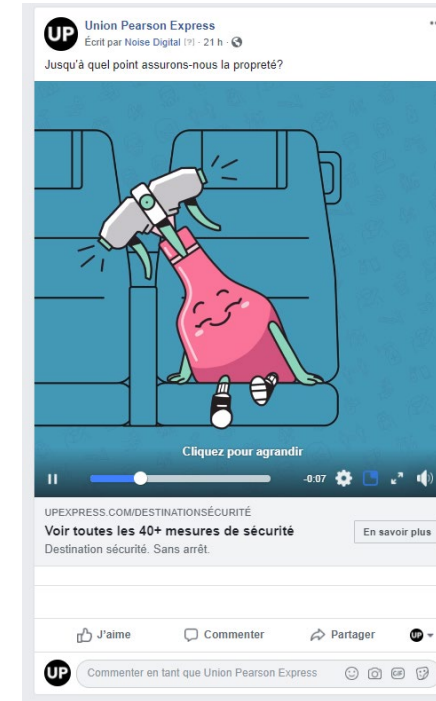 UP Union Pearson Express
Écrit par Noise Digital [?] · 21 h ·
Jusqu'à quel point assurons-nous la propreté?
Cliquez pour agrandir
-0:07
UPEXPRESS.COM/DESTINATIONSÉCURITÉ
Voir toutes les 40+ mesures de sécurité
En savoir plus
Destination sécurité. Sans arrêt.
J'aime Commenter Partager UP
UP Commenter en tant que Union Pearson Express GIF